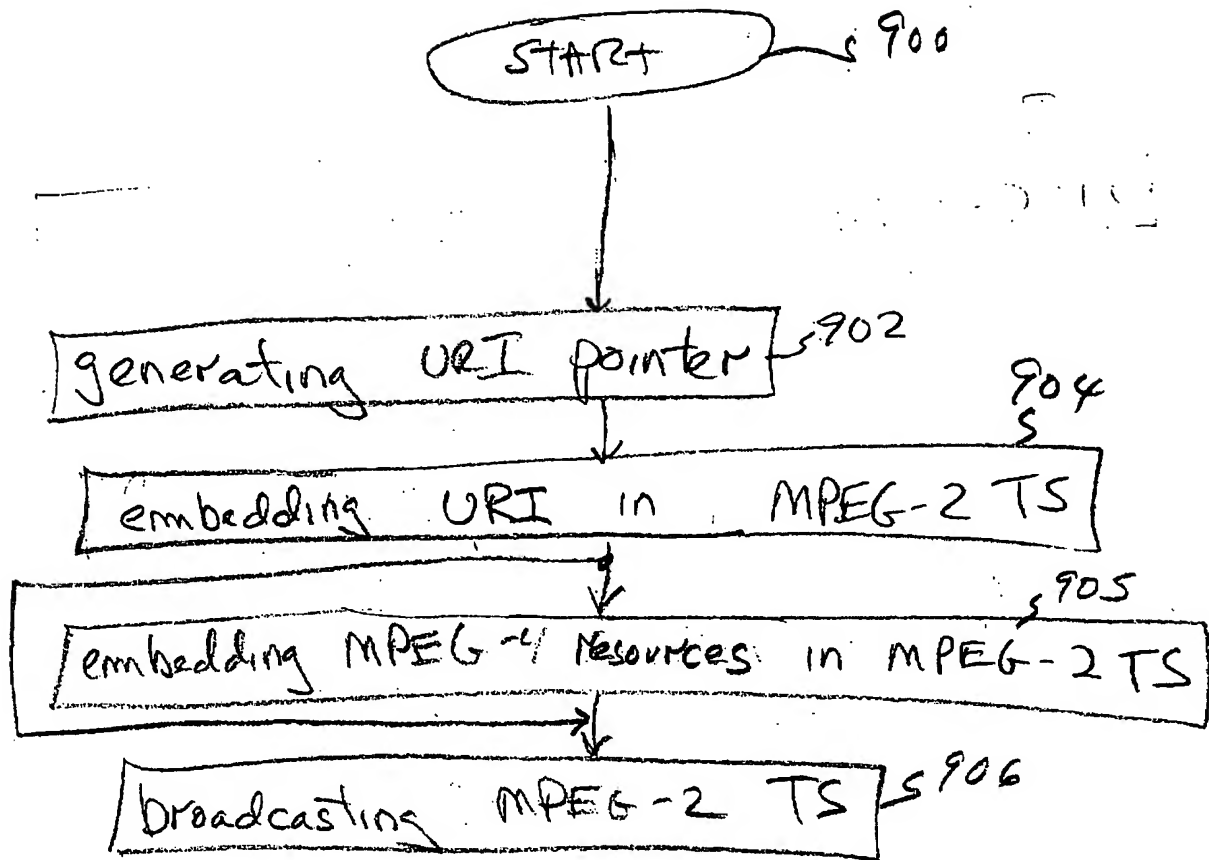 START 900
generating URI pointer 902
904
embedding URI in MPEG-2 TS
905
embedding MPEG-4 resources in MPEG-2 TS
broadcasting MPEG-2 TS 906